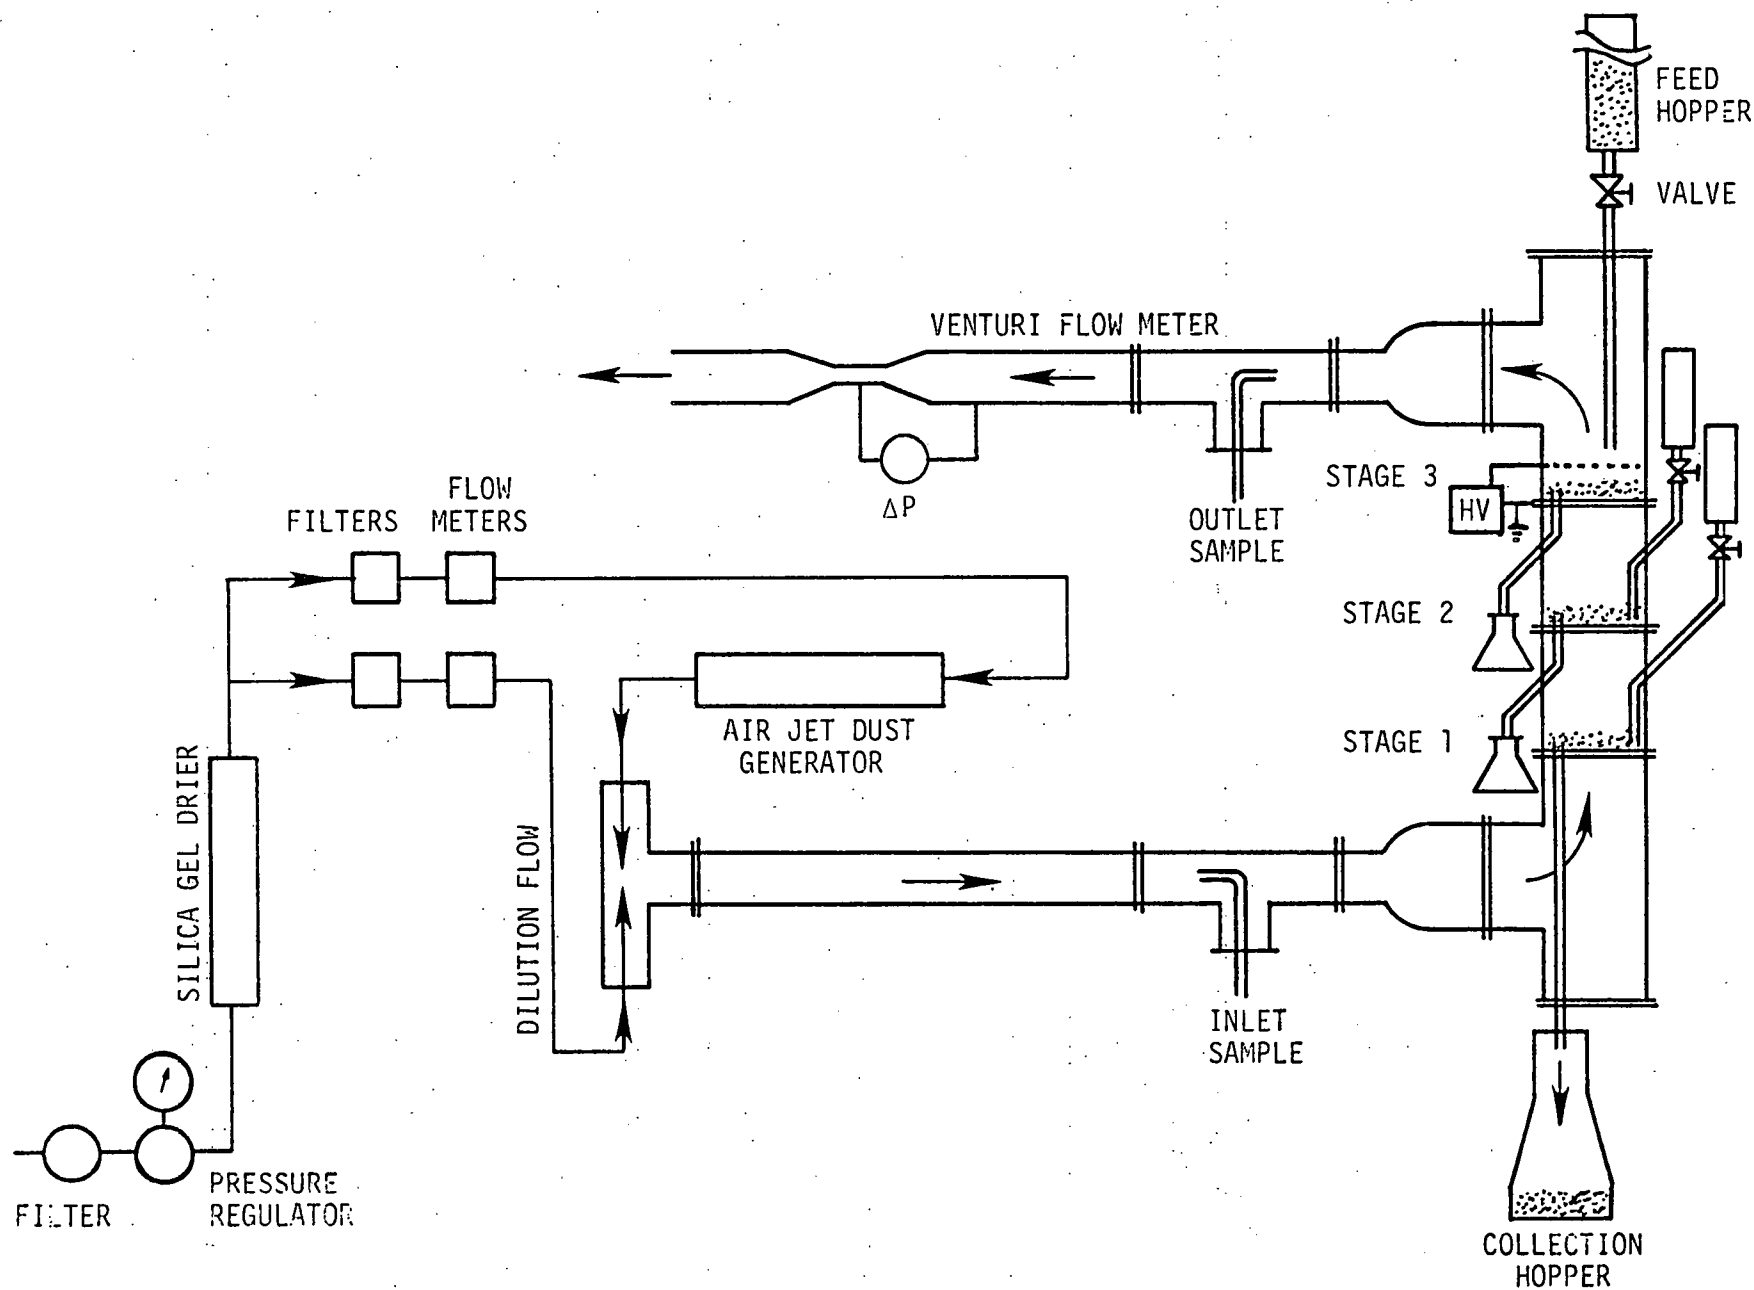 FEED
HOPPER
VALVE
VENTURI FLOW METER
STAGE 3
HV
ΔP
OUTLET
SAMPLE
FILTERS
FLOW
METERS
STAGE 2
AIR JET DUST
GENERATOR
STAGE 1
SILICA GEL DRIER
DILUTION FLOW
INLET
SAMPLE
PRESSURE
REGULATOR
FILTER
COLLECTION
HOPPER